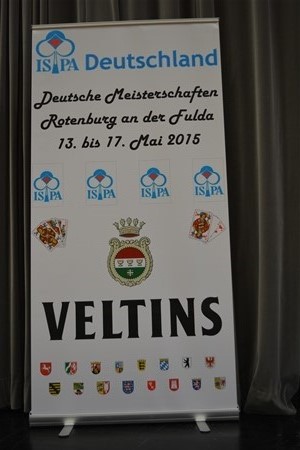 ISPA Deutschland
Deutsche Meisterschaften
Rotenburg an der Fulda
13. bis 17. Mai 2015
ISPA ISPA ISPA ISPA
VELTINS